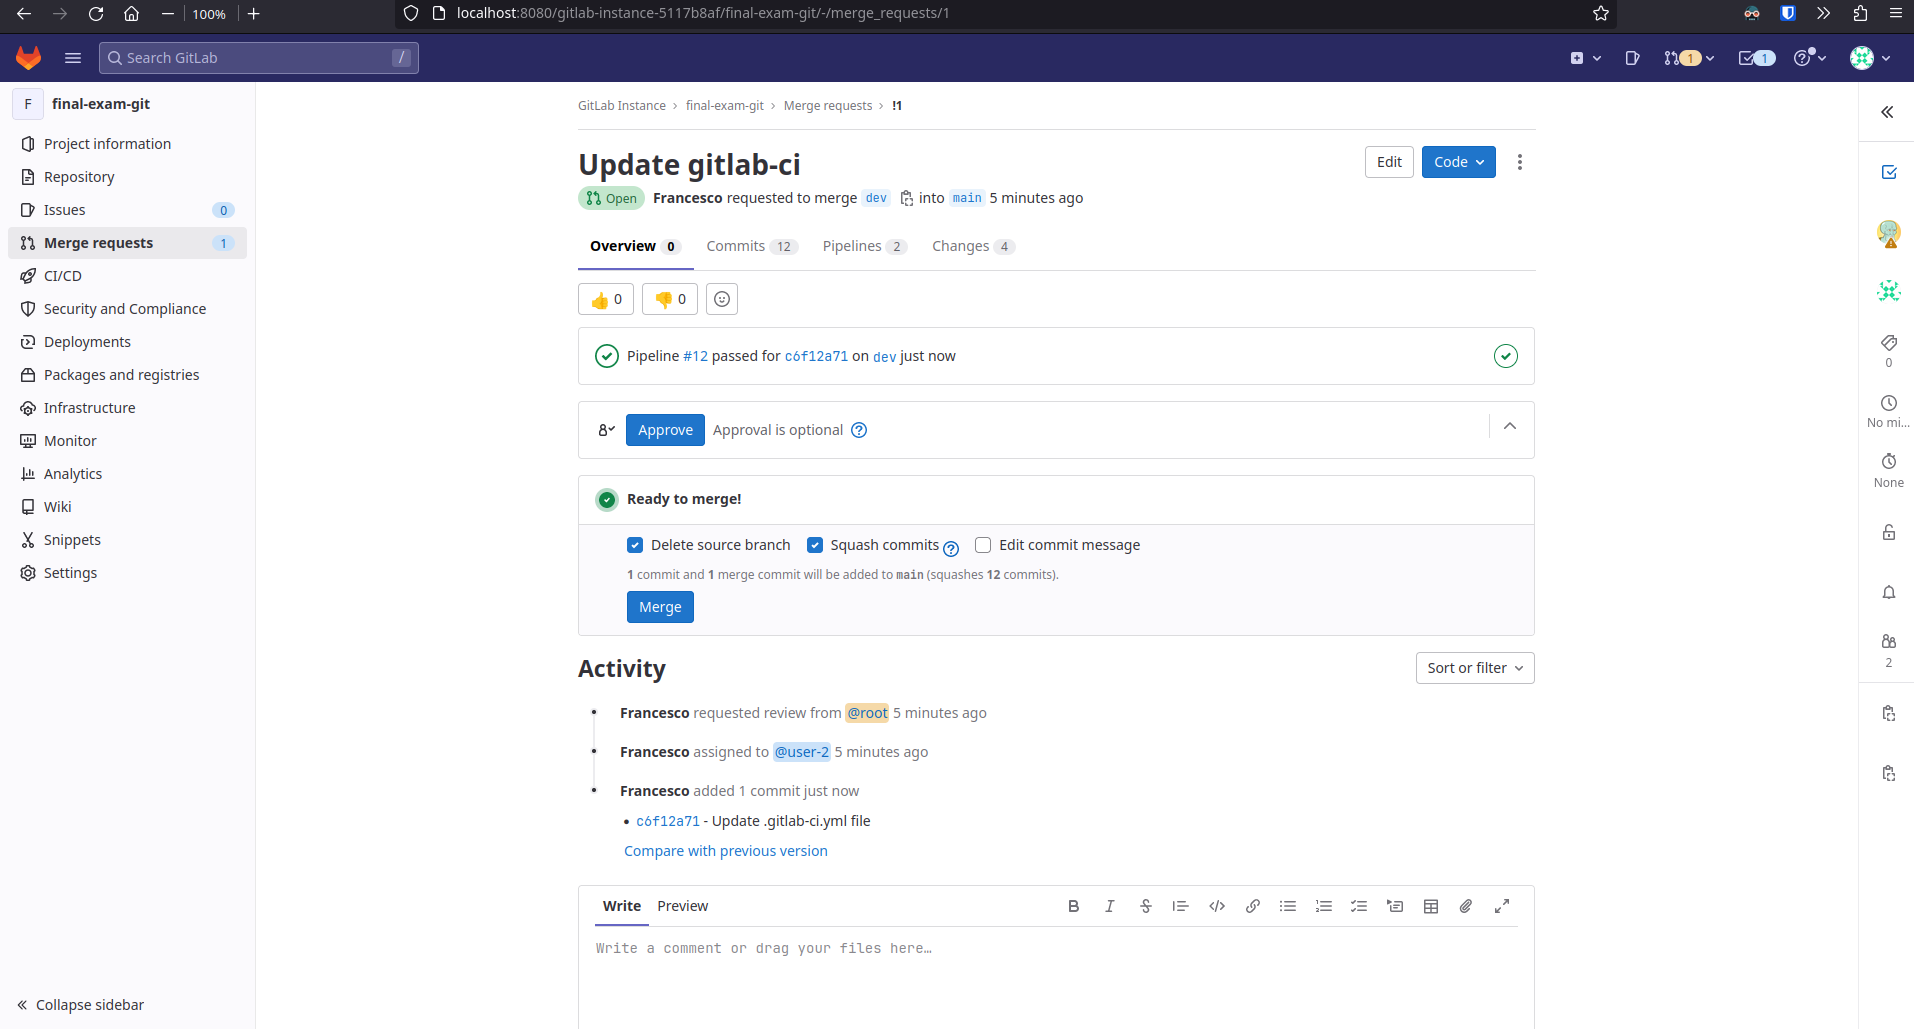 100%
localhost:8080/gitlab-instance-5117b8af/final-exam-git/-/merge_requests/1
Search GitLab /
1
1
F final-exam-git
Project information
Repository
Issues 0
Merge requests 1
CI/CD
Security and Compliance
Deployments
Packages and registries
Infrastructure
Monitor
Analytics
Wiki
Snippets
Settings
Collapse sidebar
GitLab Instance › final-exam-git › Merge requests › !1
Update gitlab-ci
Edit
Code
Open Francesco requested to merge dev into main 5 minutes ago
Overview 0 Commits 12 Pipelines 2 Changes 4
👍 0 👎 0
Pipeline #12 passed for c6f12a71 on dev just now
Approve Approval is optional
Ready to merge!
Delete source branch Squash commits Edit commit message
1 commit and 1 merge commit will be added to main (squashes 12 commits).
Merge
Activity
Sort or filter
Francesco requested review from @root 5 minutes ago
Francesco assigned to @user-2 5 minutes ago
Francesco added 1 commit just now
• c6f12a71 - Update .gitlab-ci.yml file
Compare with previous version
Write Preview
Write a comment or drag your files here…
0
No mi...
None
2